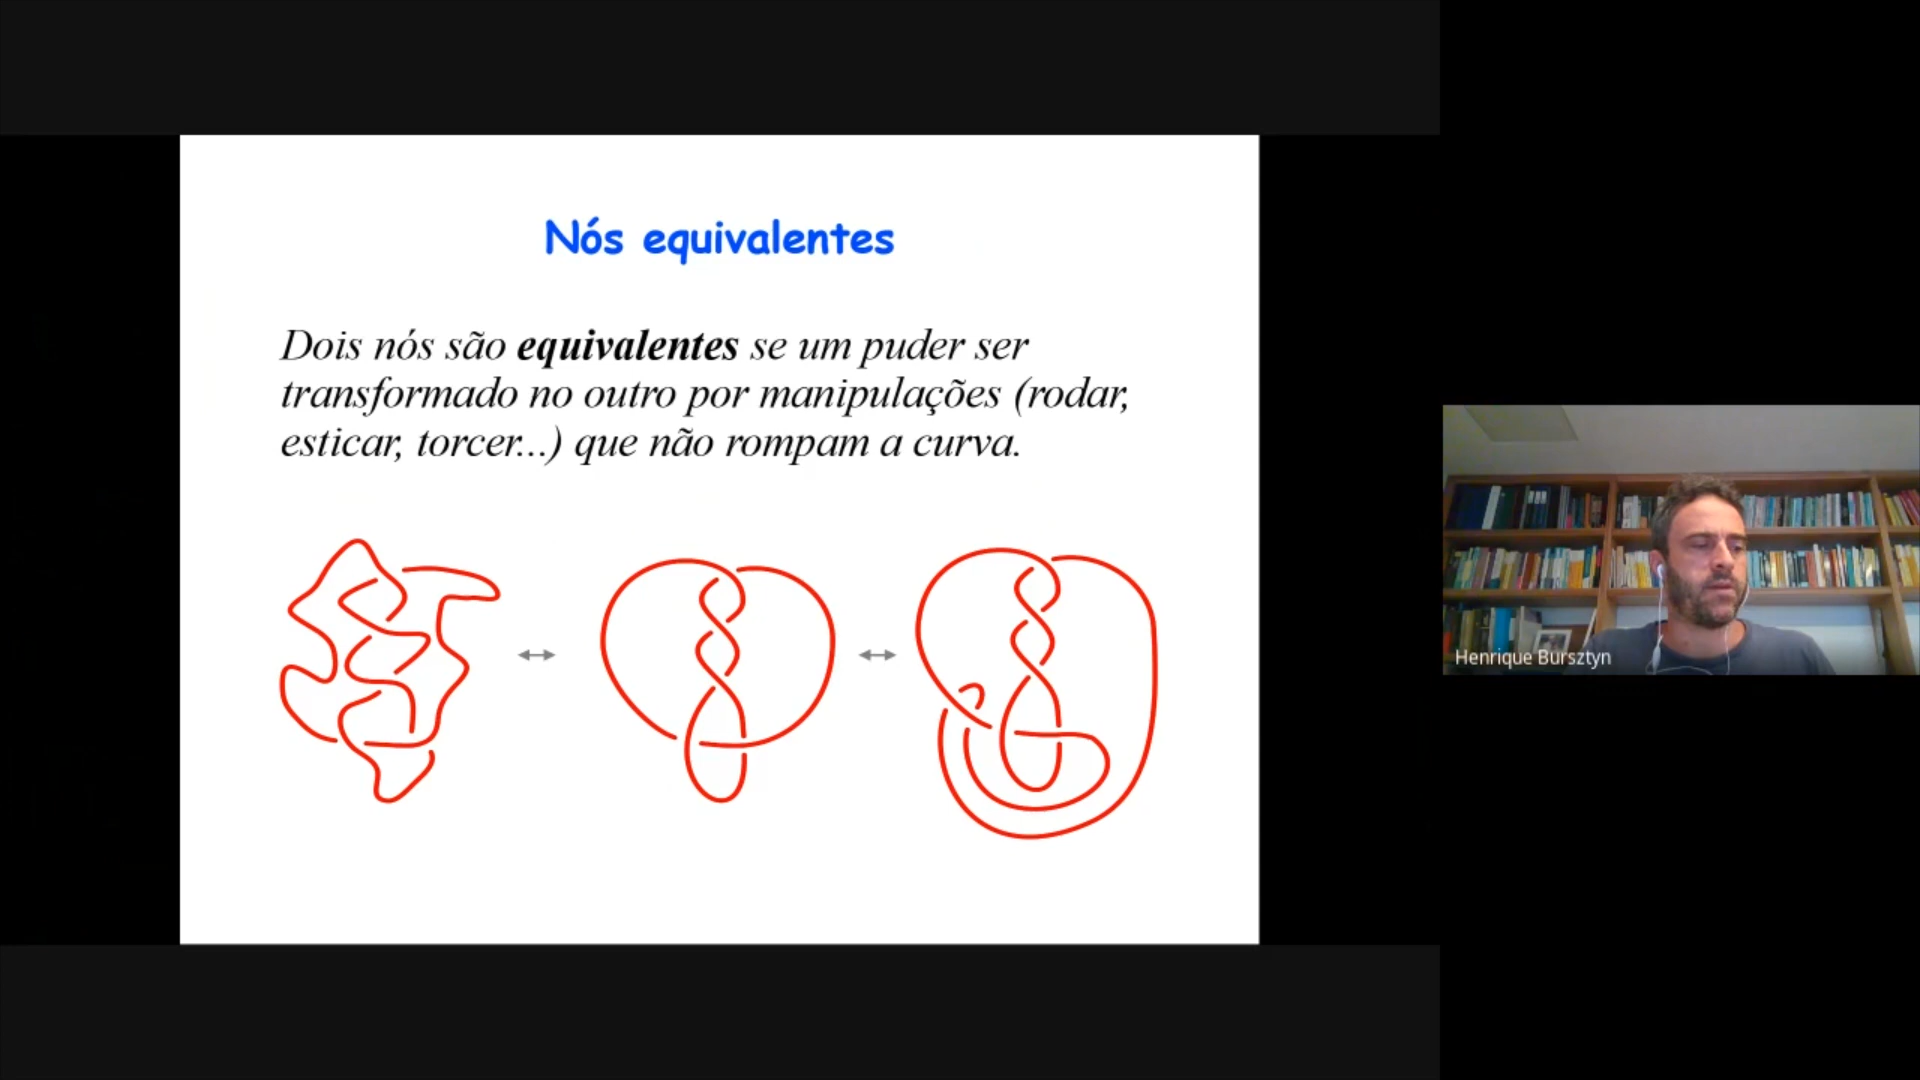 Nós equivalentes
Dois nós são equivalentes se um puder ser
transformado no outro por manipulações (rodar,
esticar, torcer...) que não rompam a curva.
Henrique Bursztyn